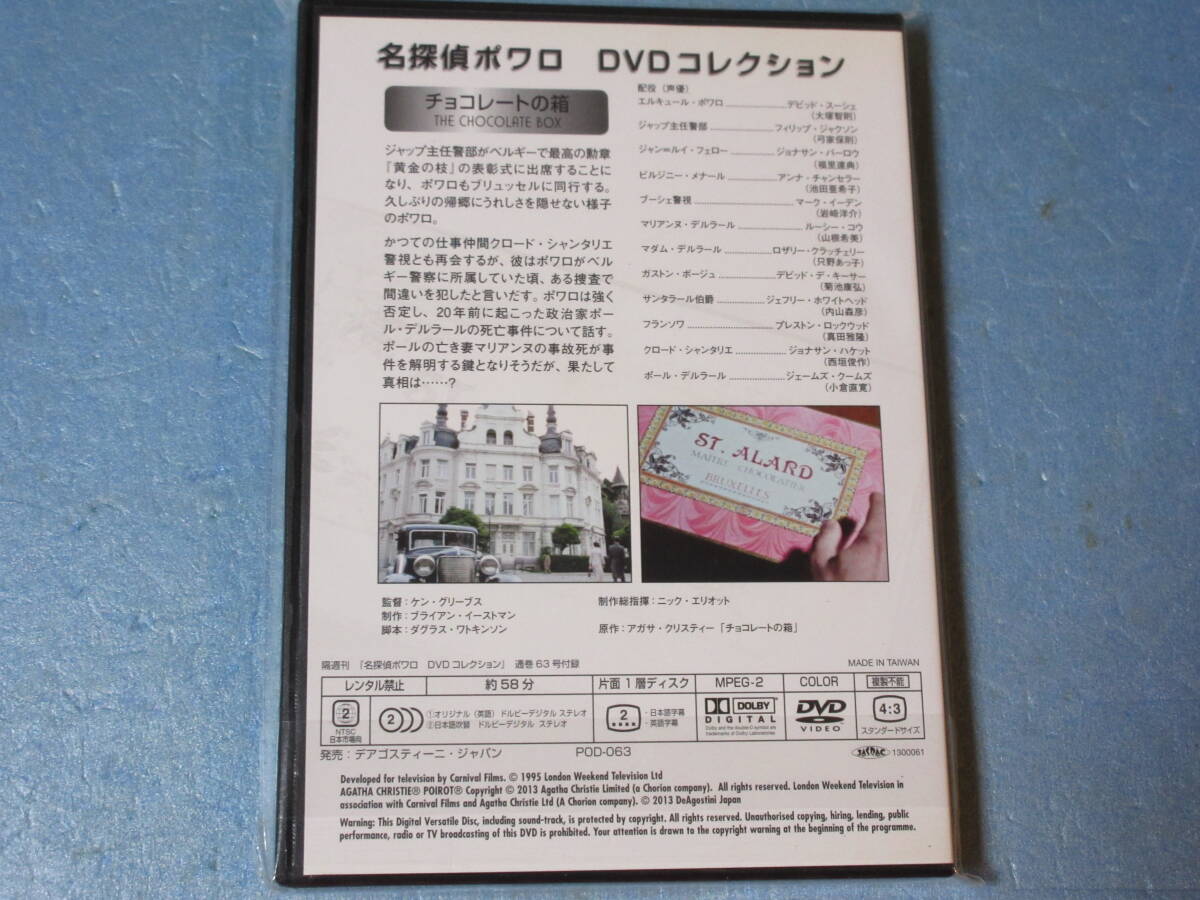 名探偵ポワロ　DVDコレクション
チョコレートの箱
THE CHOCOLATE BOX
ジャップ主任警部がベルギーで最高の勲章
『黄金の枝』の表彰式に出席することに
なり、ポワロもブリュッセルに同行する。
久しぶりの帰郷にうれしさを隠せない様子
のポワロ。
かつての仕事仲間クロード・シャンタリエ
警視とも再会するが、彼はポワロがベル
ギー警察に所属していた頃、ある捜査で
間違いを犯したと言いだす。ポワロは強く
否定し、20年前に起こった政治家ポー
ル・デルラールの死亡事件について話す。
ポールの亡き妻マリアンヌの事故死が事
件を解明する鍵となりそうだが、果たして
真相は……?
配役（声優）
エルキュール・ポワロ デビッド・スーシェ
（大塚智則）
ジャップ主任警部 フィリップ・ジャクソン
（弓家保則）
ジャン=ルイ・フェロー ジョナサン・バーロウ
（福里達典）
ビルジニー・メナール アンナ・チャンセラー
（池田亜希子）
ブーシェ警視 マーク・イーデン
（岩崎洋介）
マリアンヌ・デルラール ルーシー・コウ
（山根希美）
マダム・デルラール ロザリー・クラッチェリー
（只野あっ子）
ガストン・ボージュ デビッド・デ・キーサー
（菊池康弘）
サンタラール伯爵 ジェフリー・ホワイトヘッド
（内山森彦）
フランソワ プレストン・ロックウッド
（真田雅隆）
クロード・シャンタリエ ジョナサン・ハケット
（西垣俊作）
ポール・デルラール ジェームズ・クームズ
（小倉直寛）
ST. ALARD
MAITRE CHOCOLATIER
BRUXELLES
監督：ケン・グリーブス
制作：ブライアン・イーストマン
脚本：ダグラス・ワトキンソン
制作総指揮：ニック・エリオット
原作：アガサ・クリスティー「チョコレートの箱」
隔週刊 『名探偵ポワロ　DVDコレクション』 通巻63号付録
MADE IN TAIWAN
レンタル禁止 約58分 片面1層ディスク MPEG-2 COLOR 複製不能
2 NTSC 日本市場向
2 ①オリジナル（英語）ドルビーデジタル ステレオ
②日本語吹替 ドルビーデジタル ステレオ
2 ・日本語字幕
・英語字幕
DOLBY DIGITAL
Dolby and the double-D symbol are trademarks of Dolby Laboratories.
DVD VIDEO
4:3 スタンダードサイズ
発売：デアゴスティーニ・ジャパン
POD-063
JASRAC 1300061
Developed for television by Carnival Films. © 1995 London Weekend Television Ltd
AGATHA CHRISTIE® POIROT® Copyright © 2013 Agatha Christie Limited (a Chorion company). All rights reserved. London Weekend Television in
association with Carnival Films and Agatha Christie Ltd (A Chorion company). © 2013 DeAgostini Japan
Warning: This Digital Versatile Disc, including sound-track, is protected by copyright. All rights reserved. Unauthorised copying, hiring, lending, public
performance, radio or TV broadcasting of this DVD is prohibited. Your attention is drawn to the copyright warning at the beginning of the programme.